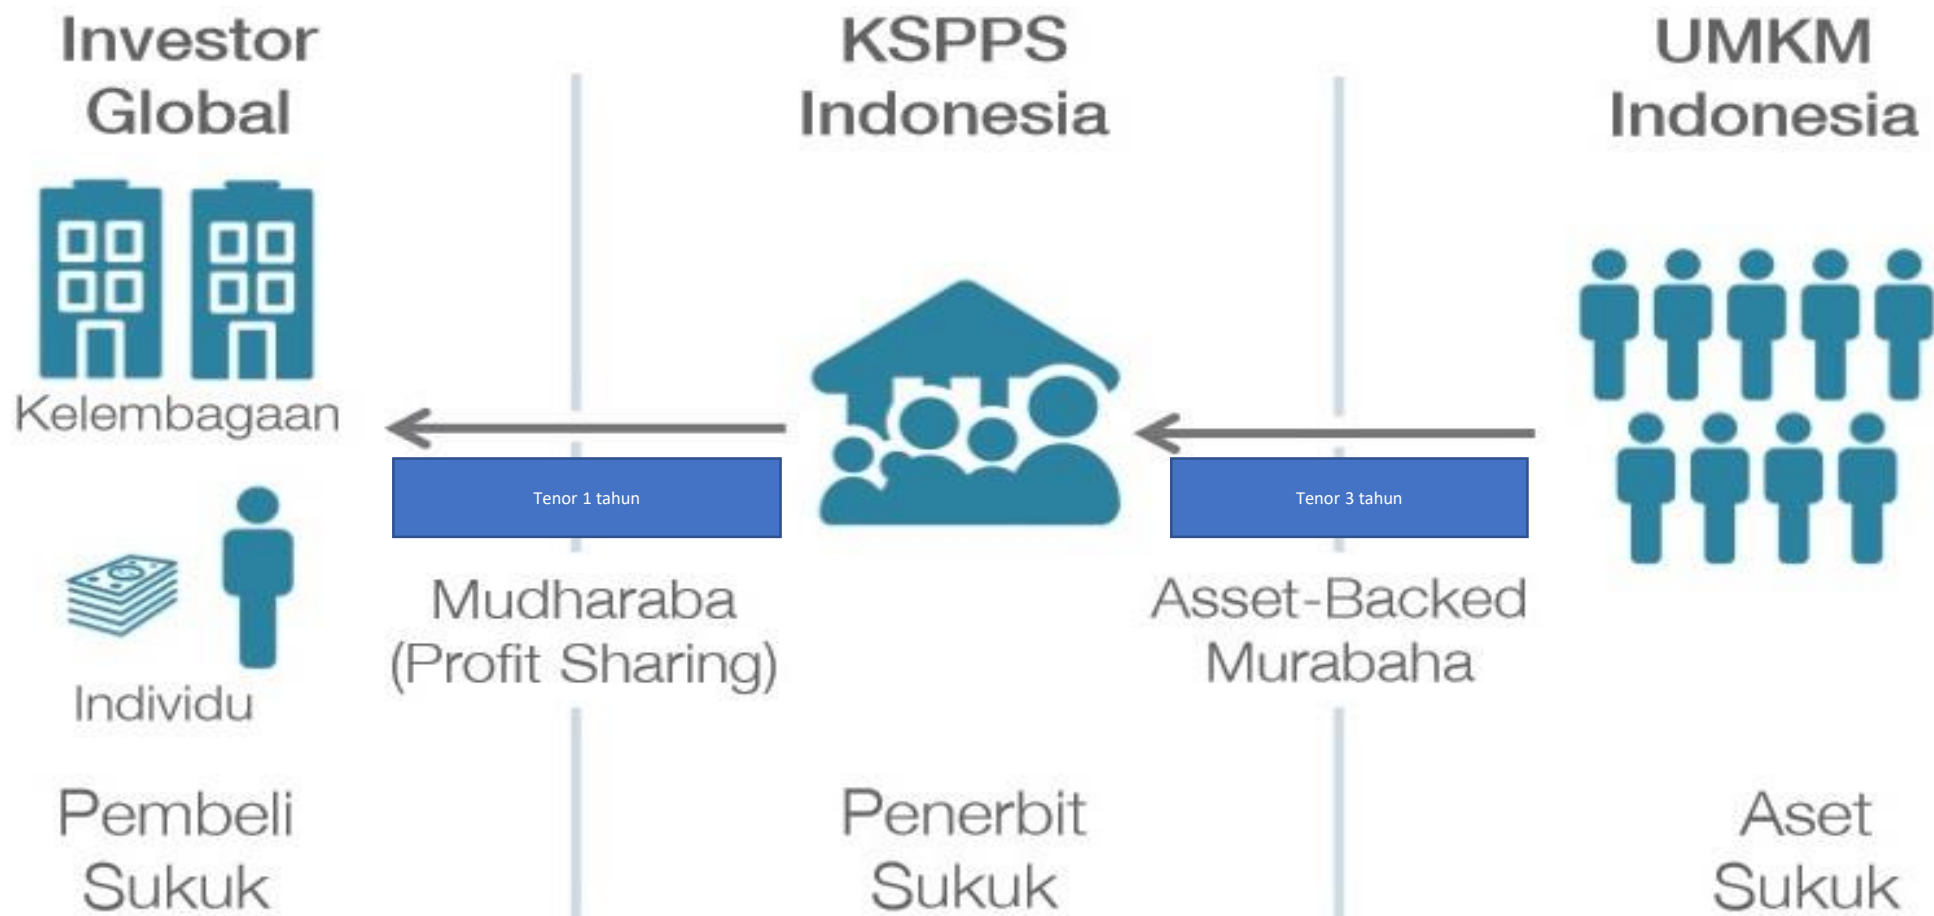 Investor
Global
KSPPS
Indonesia
UMKM
Indonesia
Kelembagaan
Tenor 1 tahun
Tenor 3 tahun
Mudharaba
(Profit Sharing)
Asset-Backed
Murabaha
Individu
Pembeli
Sukuk
Penerbit
Sukuk
Aset
Sukuk